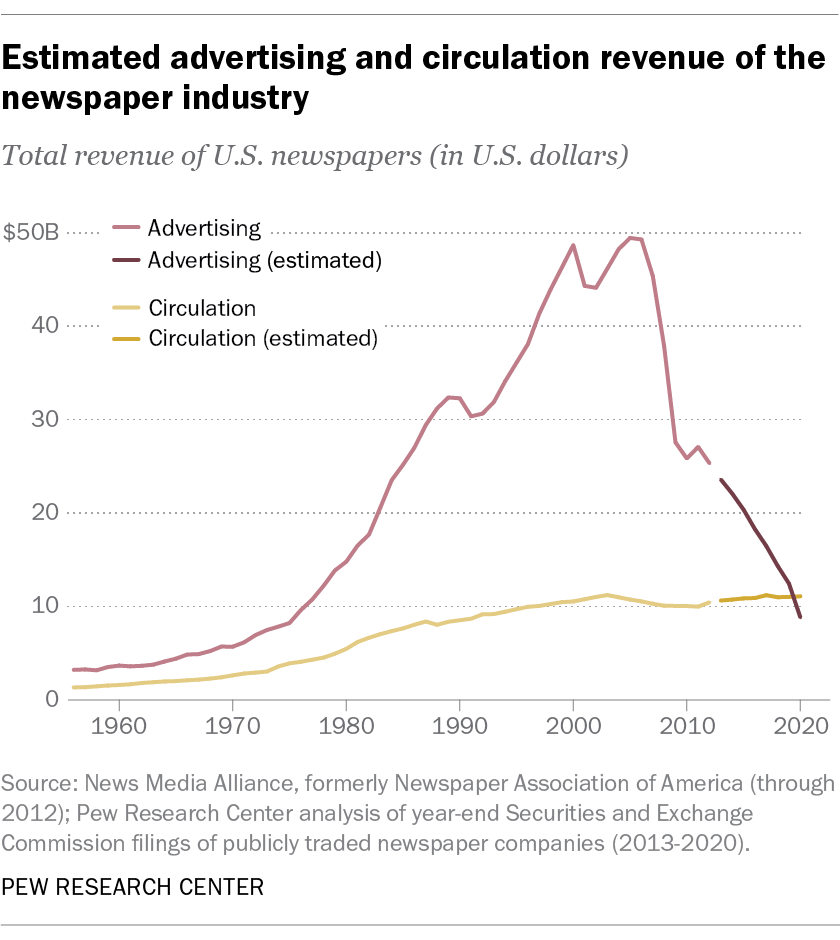 Estimated advertising and circulation revenue of the
newspaper industry
Total revenue of U.S. newspapers (in U.S. dollars)
$50B
Advertising
Advertising (estimated)
Circulation
Circulation (estimated)
40
30
20
10
0
1960 1970 1980 1990 2000 2010 2020
Source: News Media Alliance, formerly Newspaper Association of America (through
2012); Pew Research Center analysis of year-end Securities and Exchange
Commission filings of publicly traded newspaper companies (2013-2020).
PEW RESEARCH CENTER